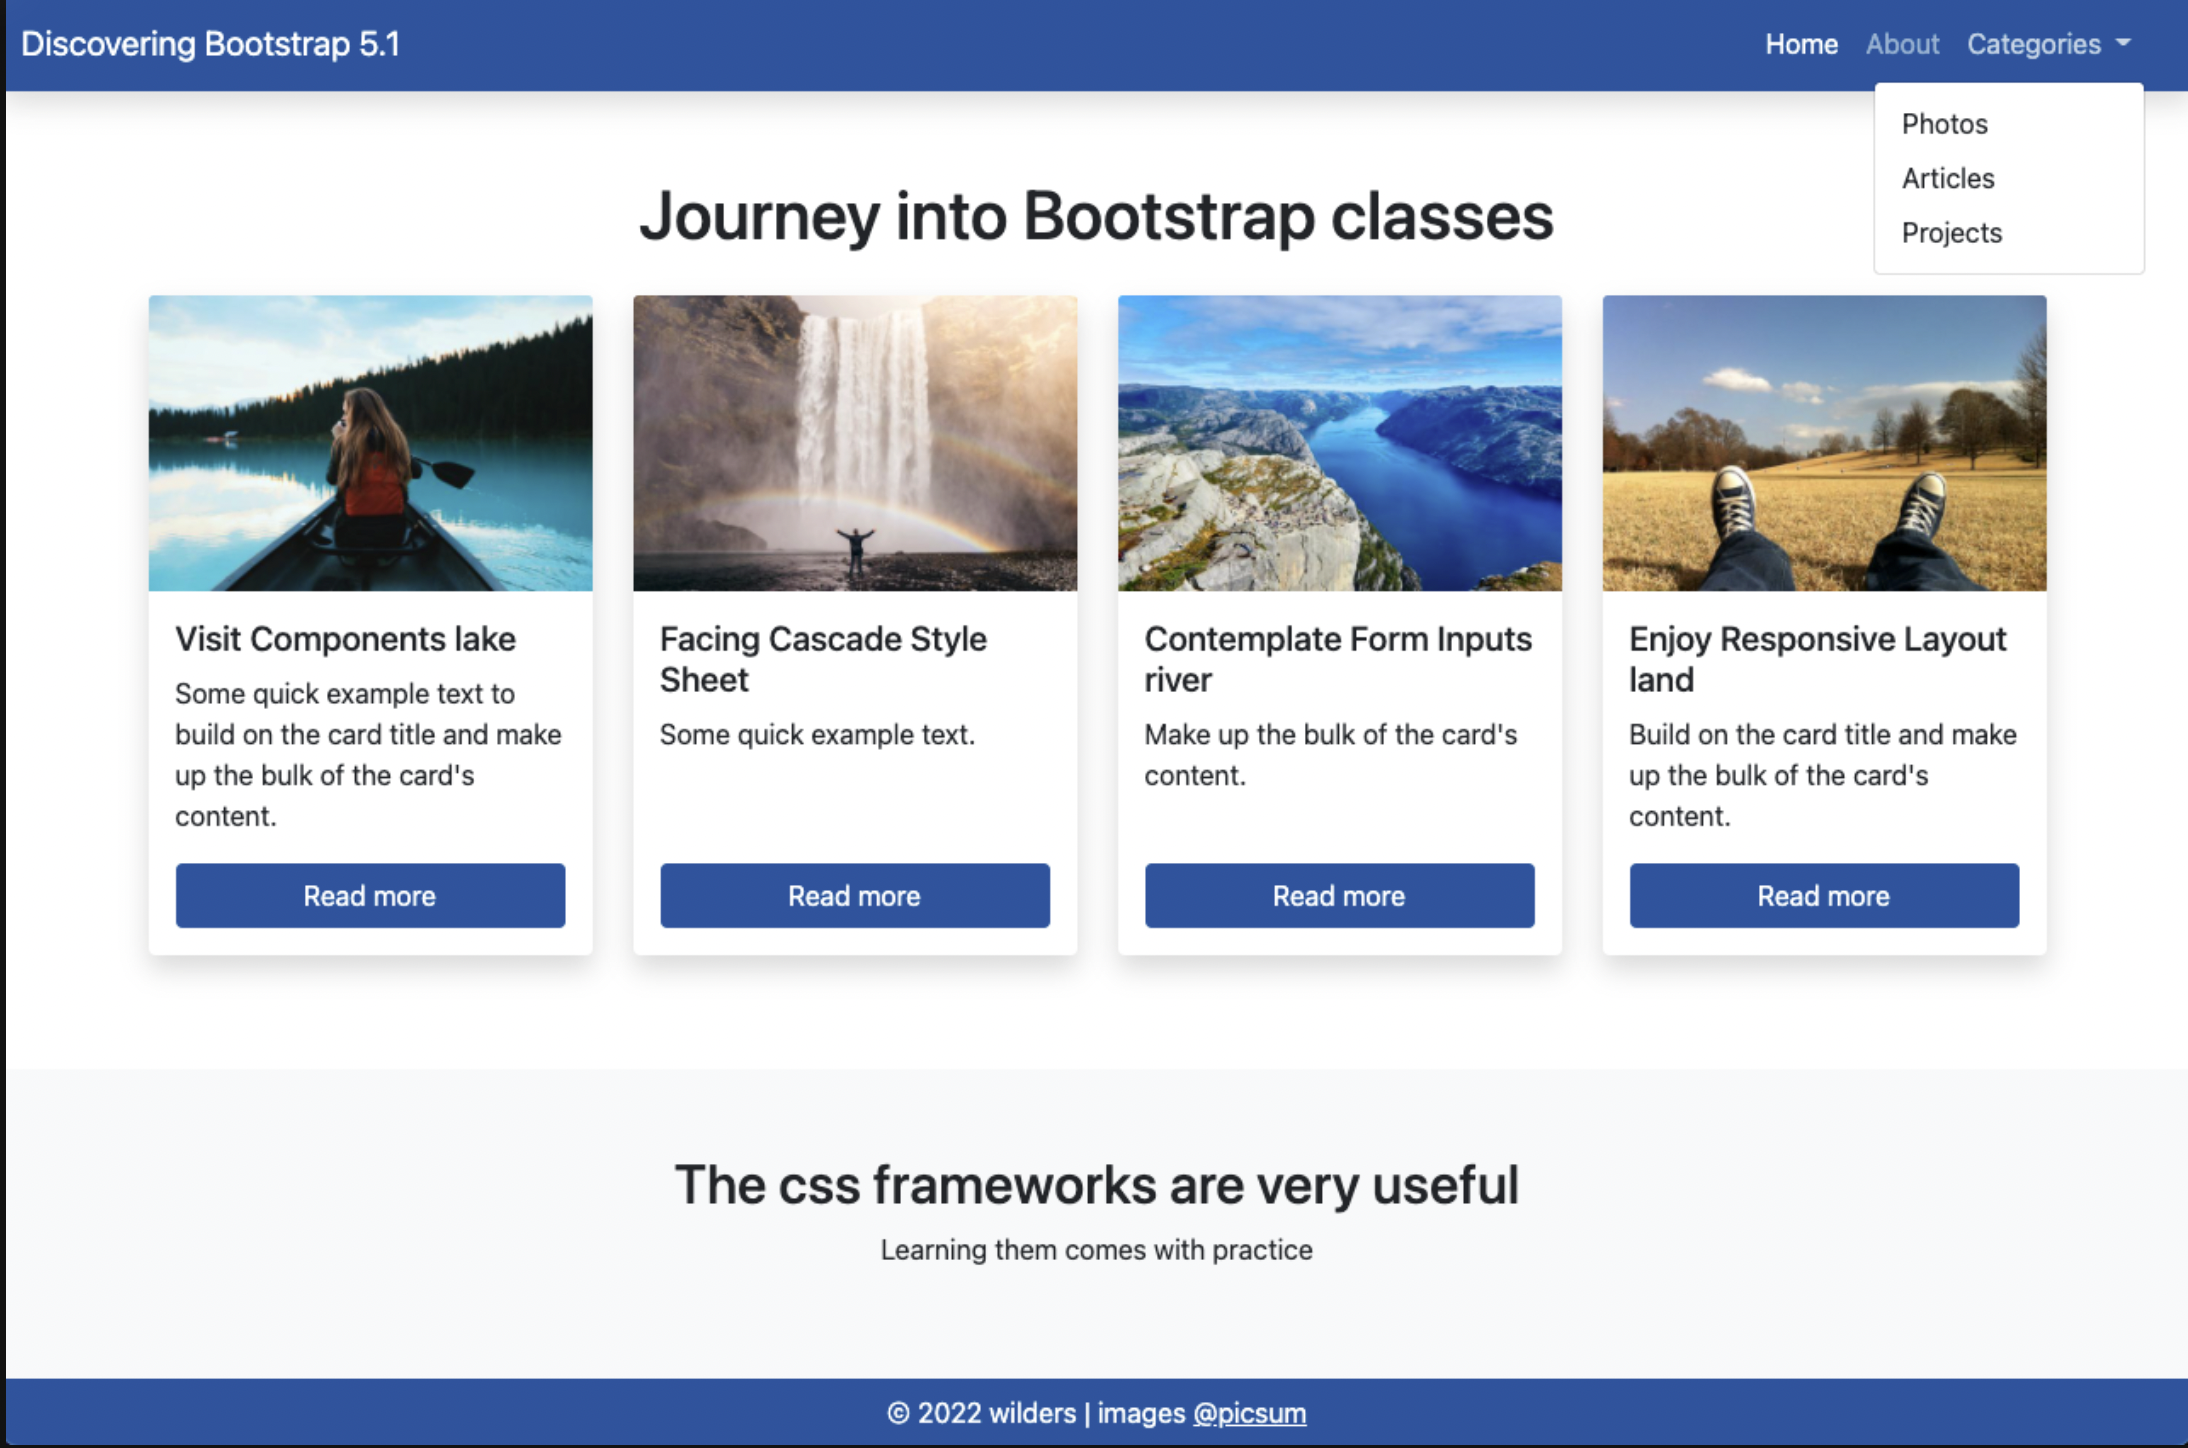 Discovering Bootstrap 5.1
Home About Categories
Photos
Articles
Projects
Journey into Bootstrap classes
Visit Components lake
Some quick example text to
build on the card title and make
up the bulk of the card's
content.
Read more
Facing Cascade Style
Sheet
Some quick example text.
Read more
Contemplate Form Inputs
river
Make up the bulk of the card's
content.
Read more
Enjoy Responsive Layout
land
Build on the card title and make
up the bulk of the card's
content.
Read more
The css frameworks are very useful
Learning them comes with practice
© 2022 wilders | images @picsum